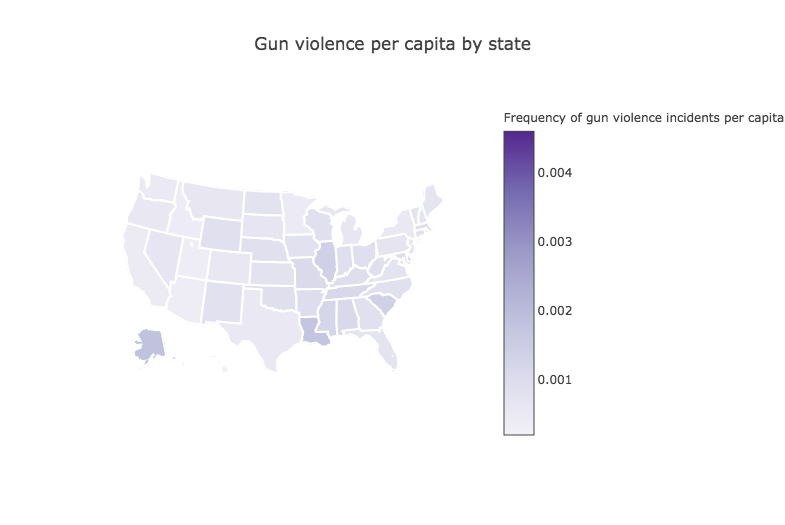 Gun violence per capita by state
Frequency of gun violence incidents per capita
0.004
0.003
0.002
0.001